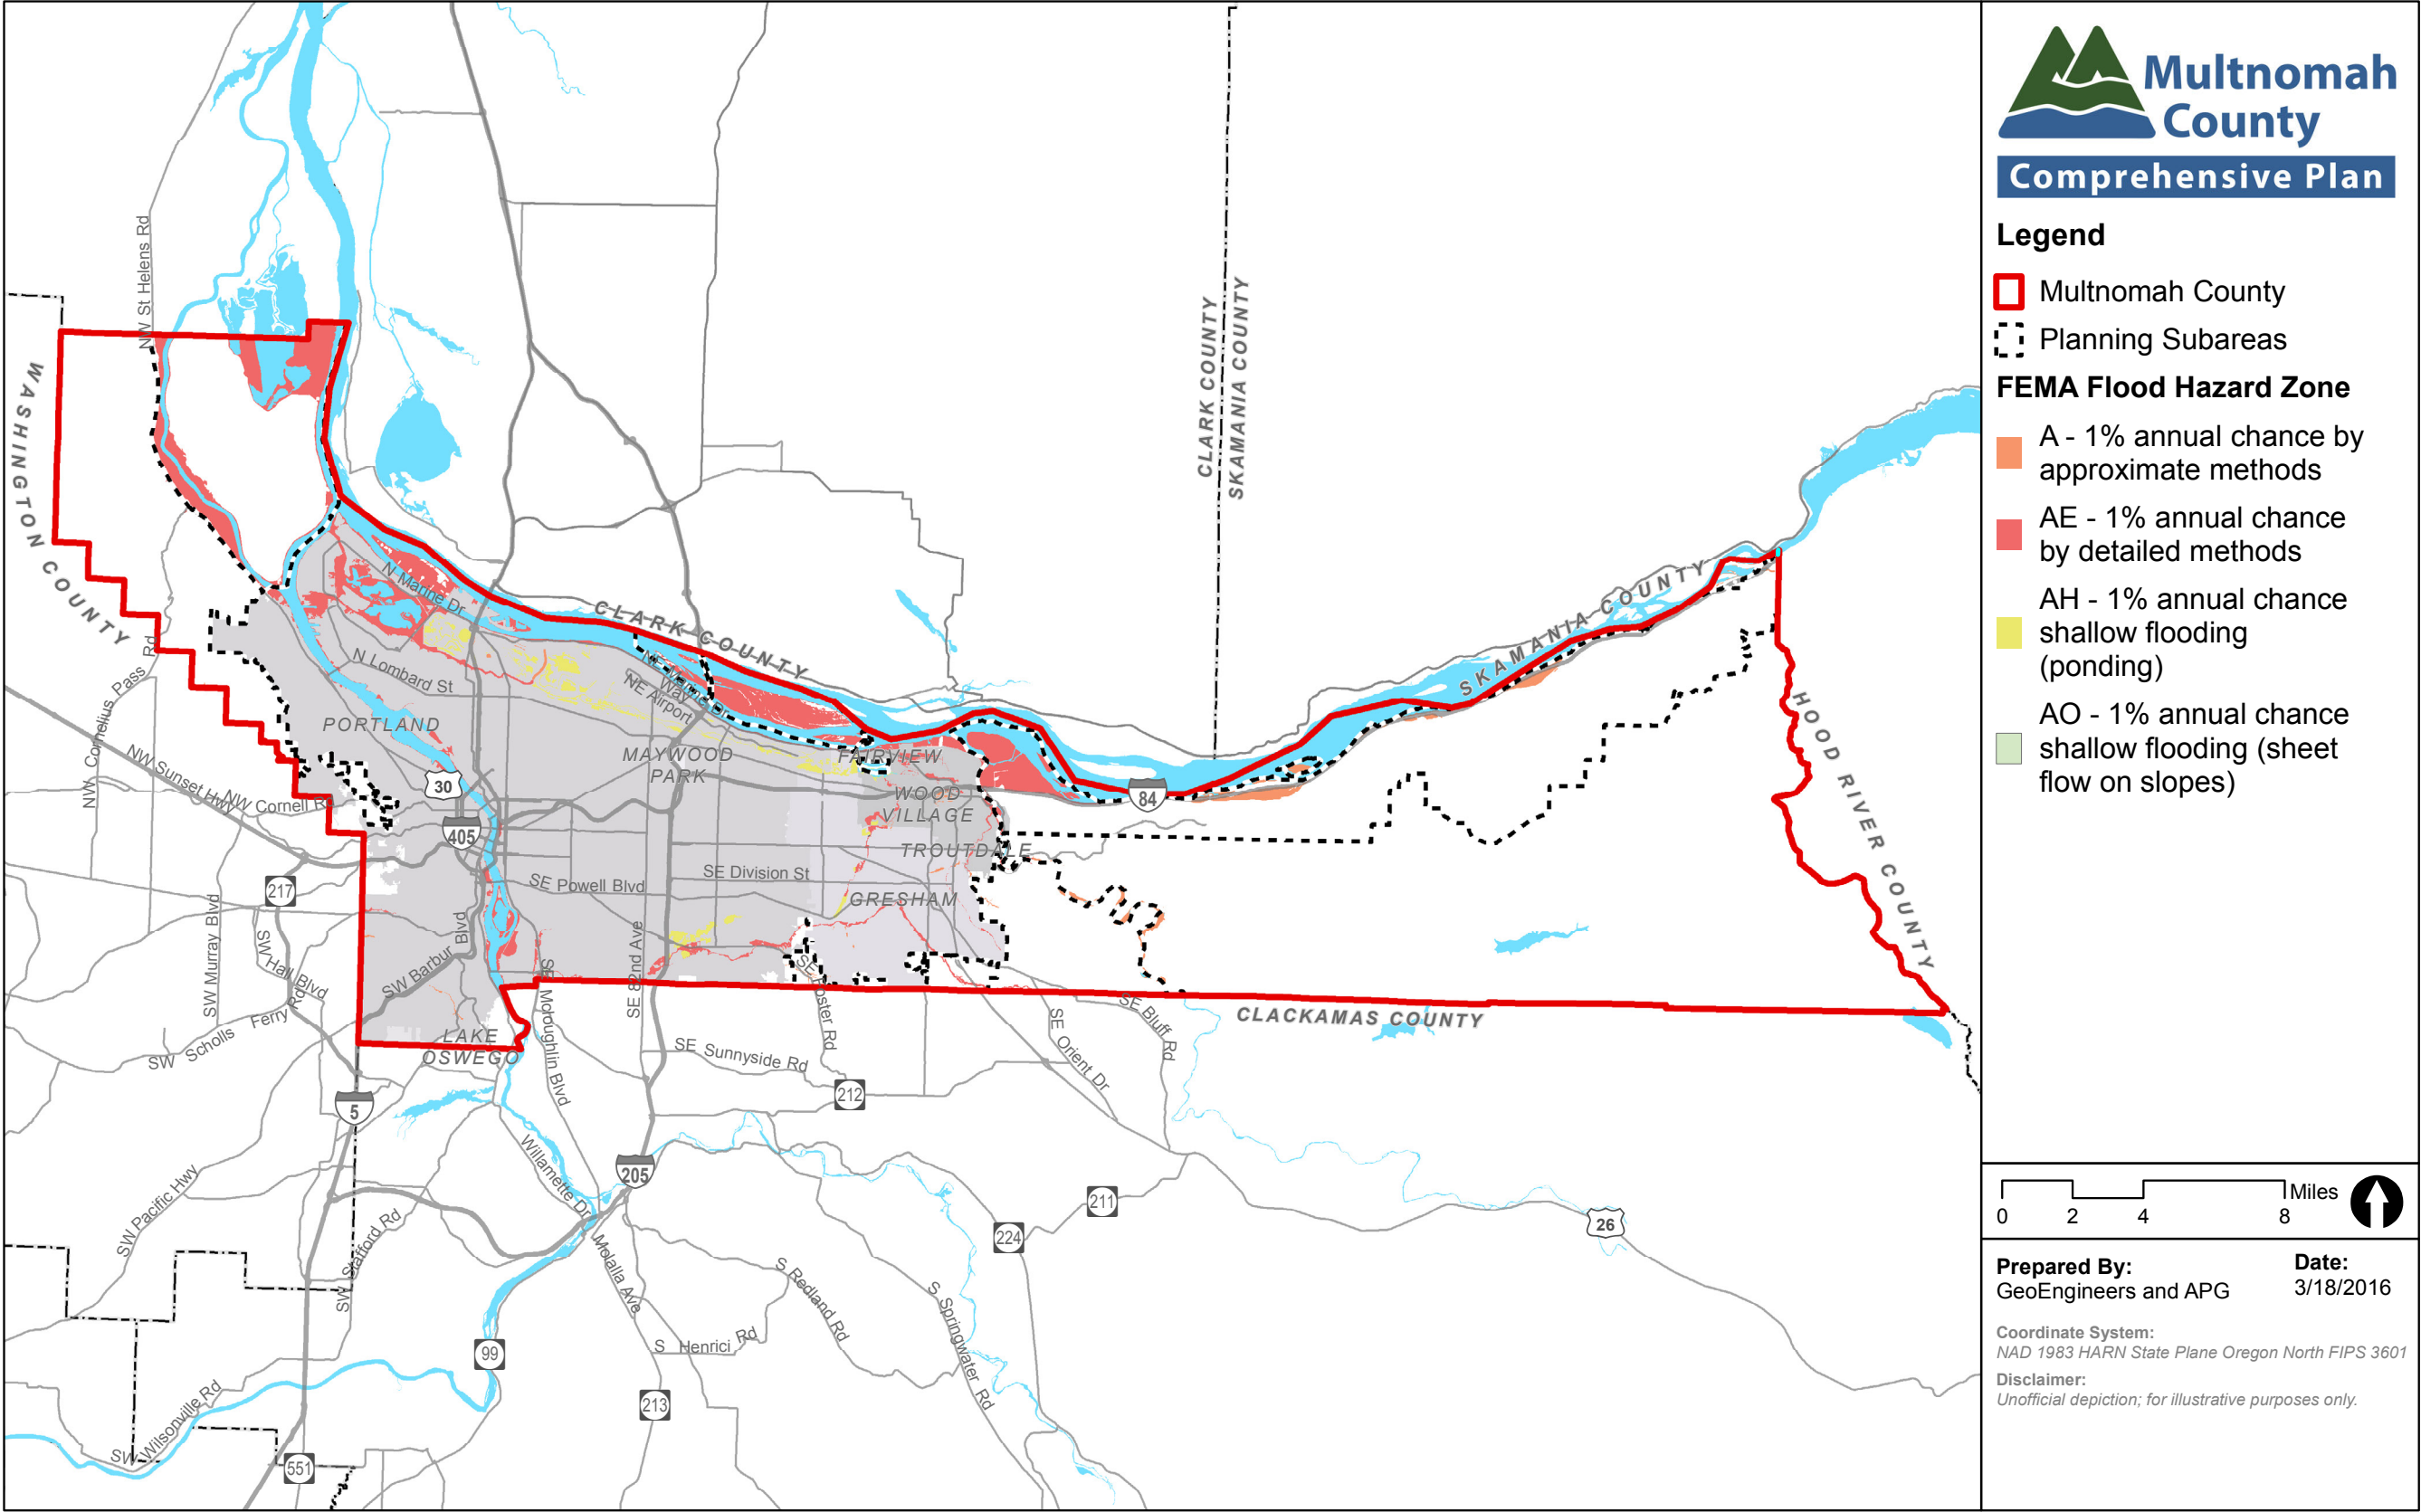 Multnomah
County
Comprehensive Plan
Legend
Multnomah County
Planning Subareas
FEMA Flood Hazard Zone
A - 1% annual chance by
approximate methods
AE - 1% annual chance
by detailed methods
AH - 1% annual chance
shallow flooding
(ponding)
AO - 1% annual chance
shallow flooding (sheet
flow on slopes)
Miles
0 2 4 8
Prepared By:
GeoEngineers and APG
Date:
3/18/2016
Coordinate System:
NAD 1983 HARN State Plane Oregon North FIPS 3601
Disclaimer:
Unofficial depiction; for illustrative purposes only.
NW St Helens Rd
WASHINGTON COUNTY
CLARK COUNTY
SKAMANIA COUNTY
CLARK COUNTY
SKAMANIA COUNTY
HOOD RIVER COUNTY
CLACKAMAS COUNTY
N Marine Dr
N Lombard St
NE Marine Dr
NE Airport Way
PORTLAND
MAYWOOD
PARK
FAIRVIEW
WOOD
VILLAGE
TROUTDALE
GRESHAM
LAKE
OSWEGO
NW Cornelius Pass Rd
NW Sunset Hwy
NW Cornell Rd
30
405
84
217
SE Powell Blvd
SE Division St
SW Murray Blvd
SW Hall Blvd
SW Barbur Blvd
SE 82nd Ave
SW Scholls Ferry Rd
SE Mcloughlin Blvd
SE Foster Rd
SE Sunnyside Rd
SE Orient Dr
SE Bluff Rd
5
212
205
Willamette Dr
SW Pacific Hwy
SW Stafford Rd
211
224
26
Molalla Ave
S Redland Rd
S Henrici Rd
S Springwater Rd
99
213
SW Wilsonville Rd
551